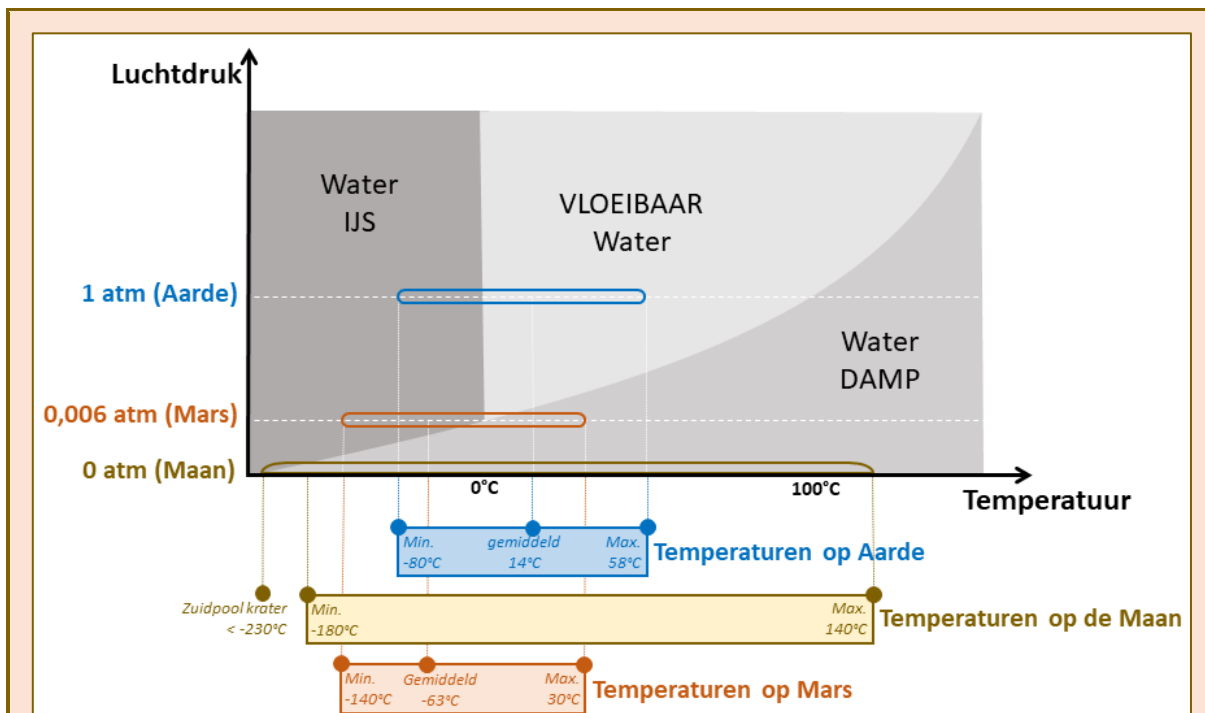 Luchtdruk
Water
IJS
VLOEIBAAR
Water
1 atm (Aarde)
Water
DAMP
0,006 atm (Mars)
0 atm (Maan)
0°C
100°C
Temperatuur
Min.
-80°C
gemiddeld
14°C
Max.
58°C
Temperaturen op Aarde
Zuidpool krater
< -230°C
Min.
-180°C
Max.
140°C
Temperaturen op de Maan
Min.
-140°C
Gemiddeld
-63°C
Max.
30°C
Temperaturen op Mars